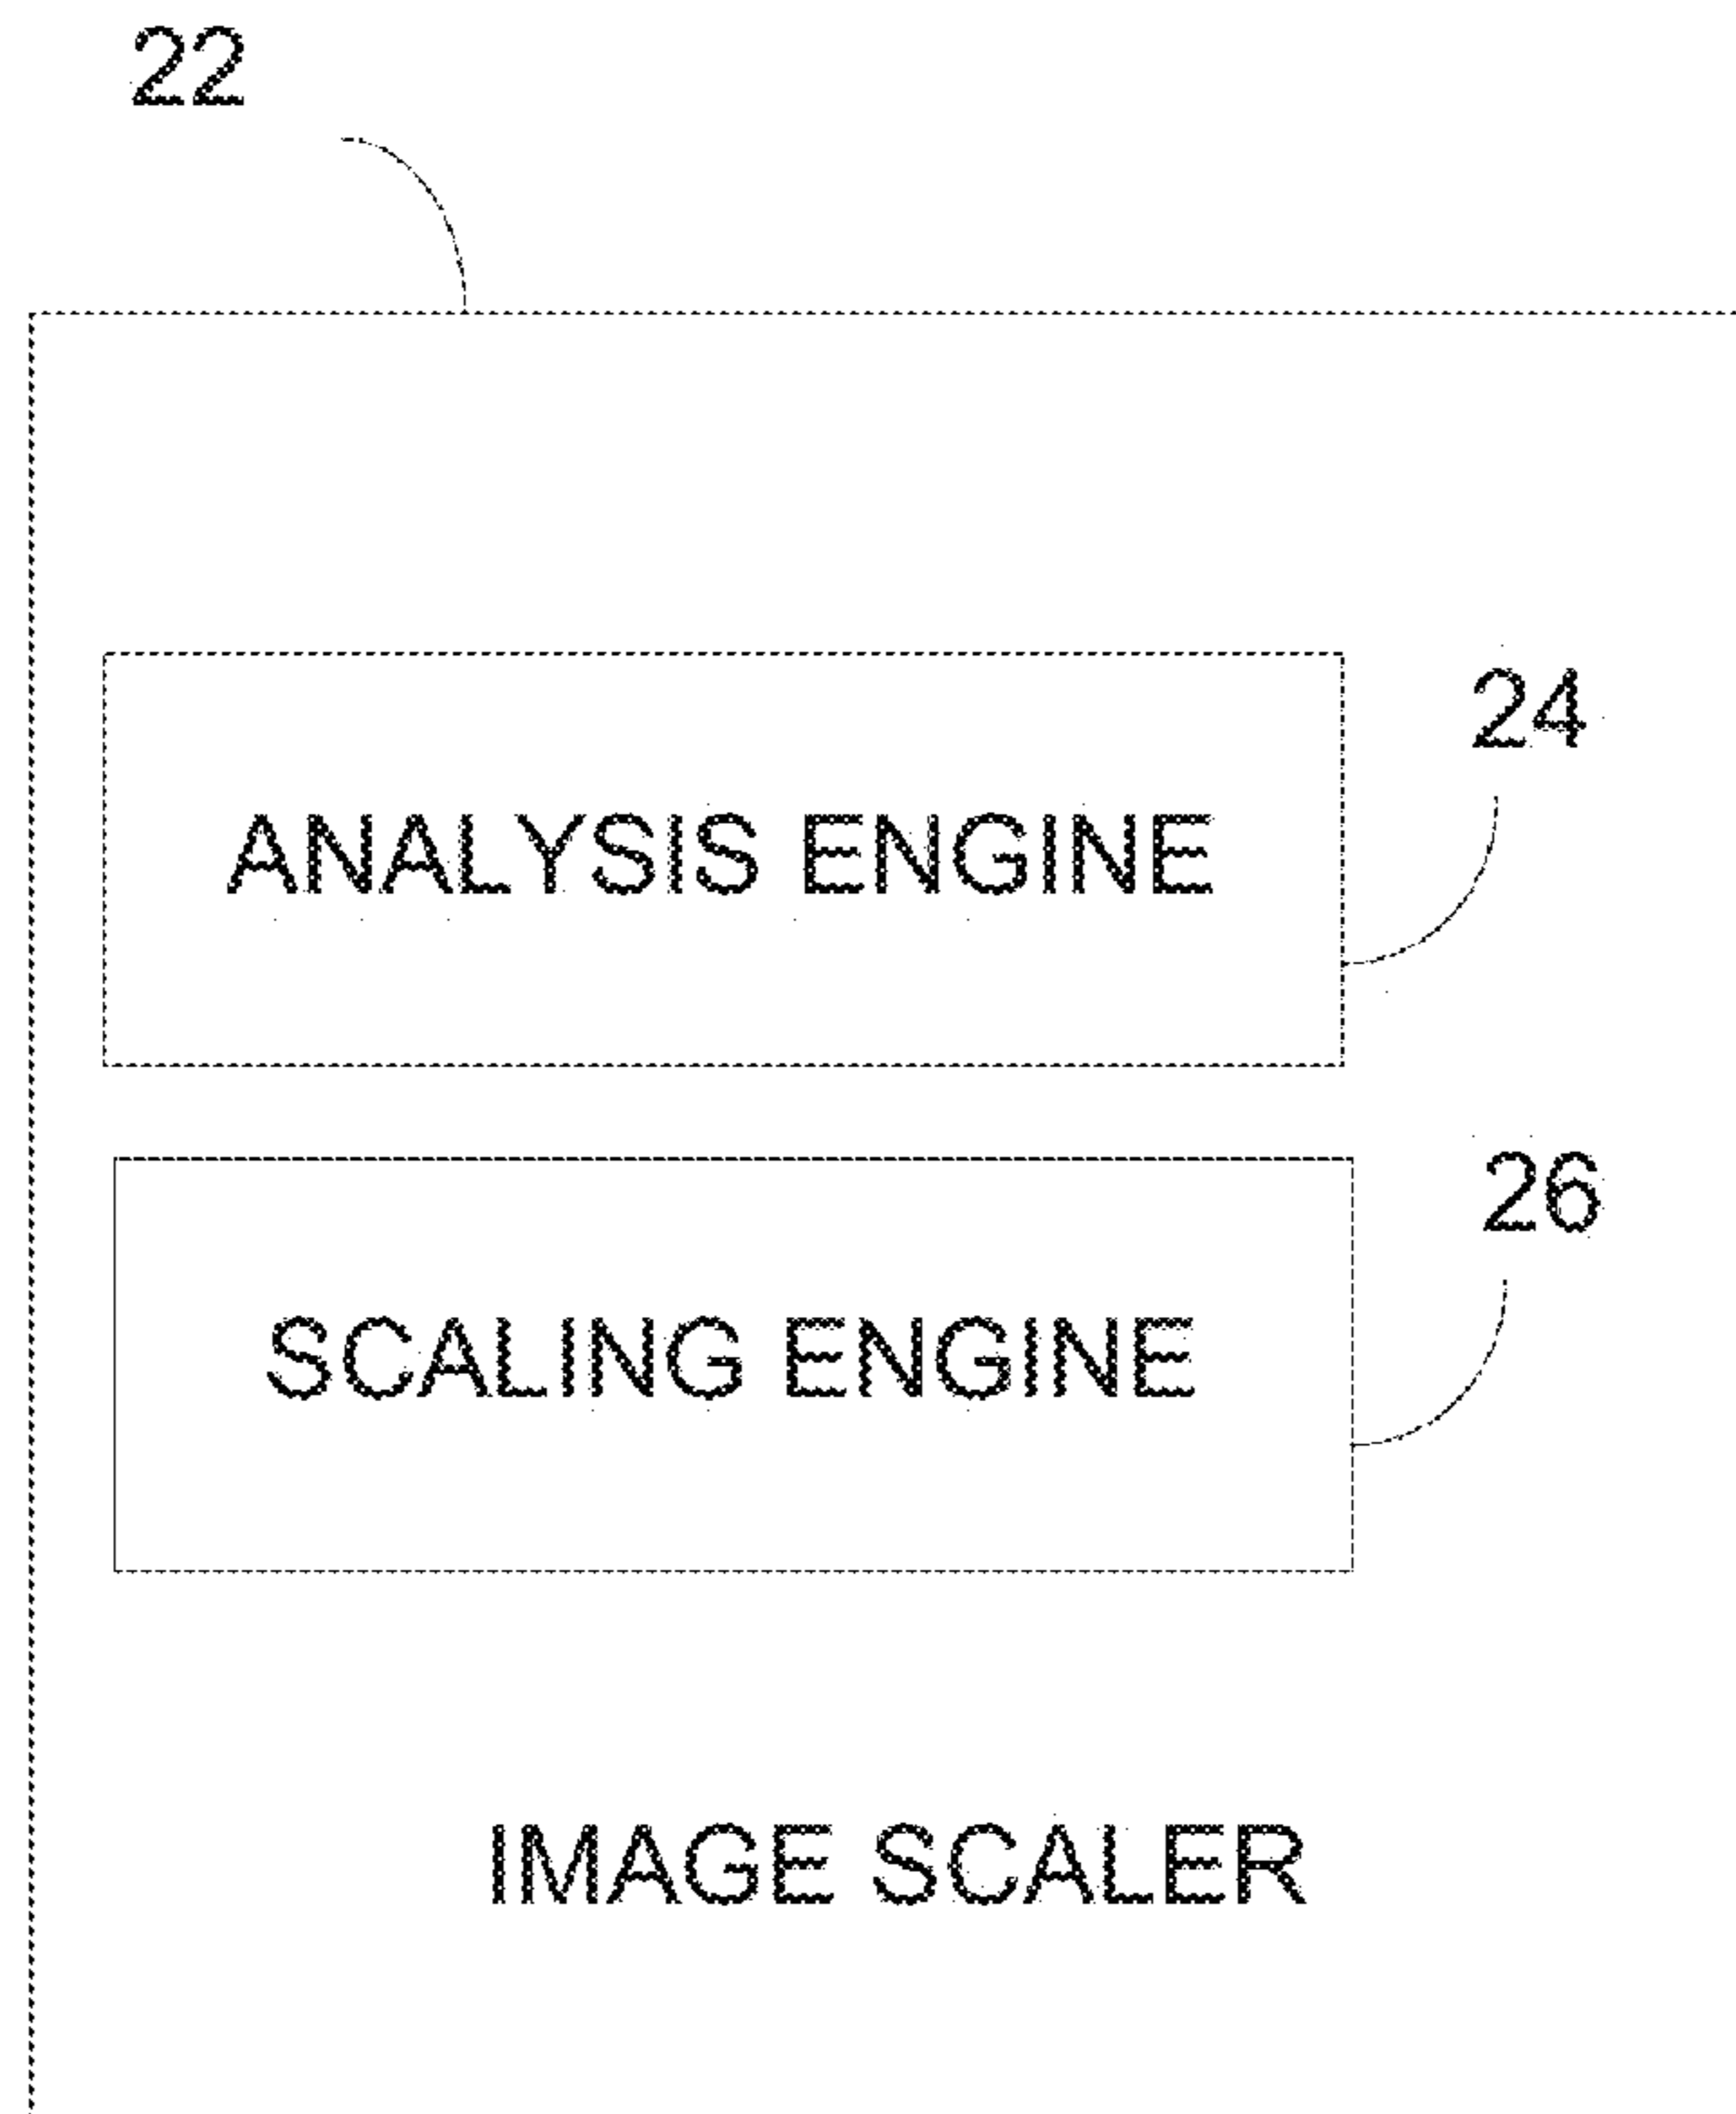 22
24
ANALYSIS ENGINE
26
SCALING ENGINE
IMAGE SCALER